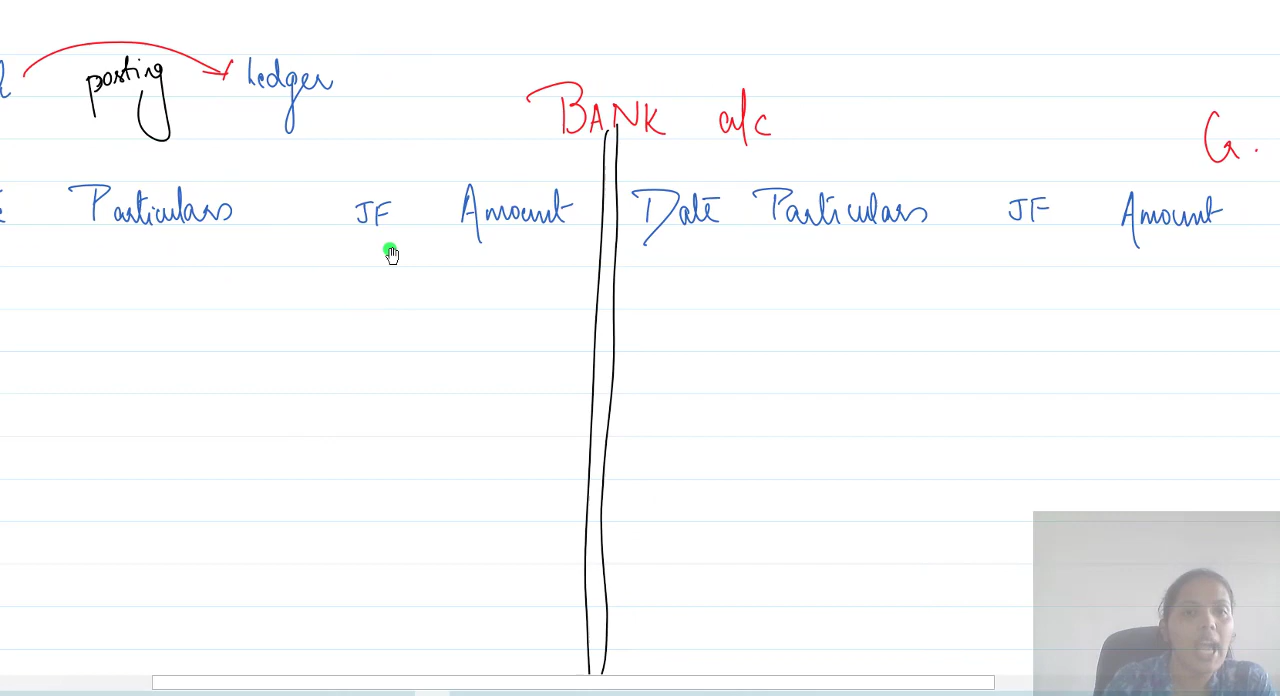 posting Ledger
BANK a/c
G.
Particulars JF Amount Date Particulars JF Amount